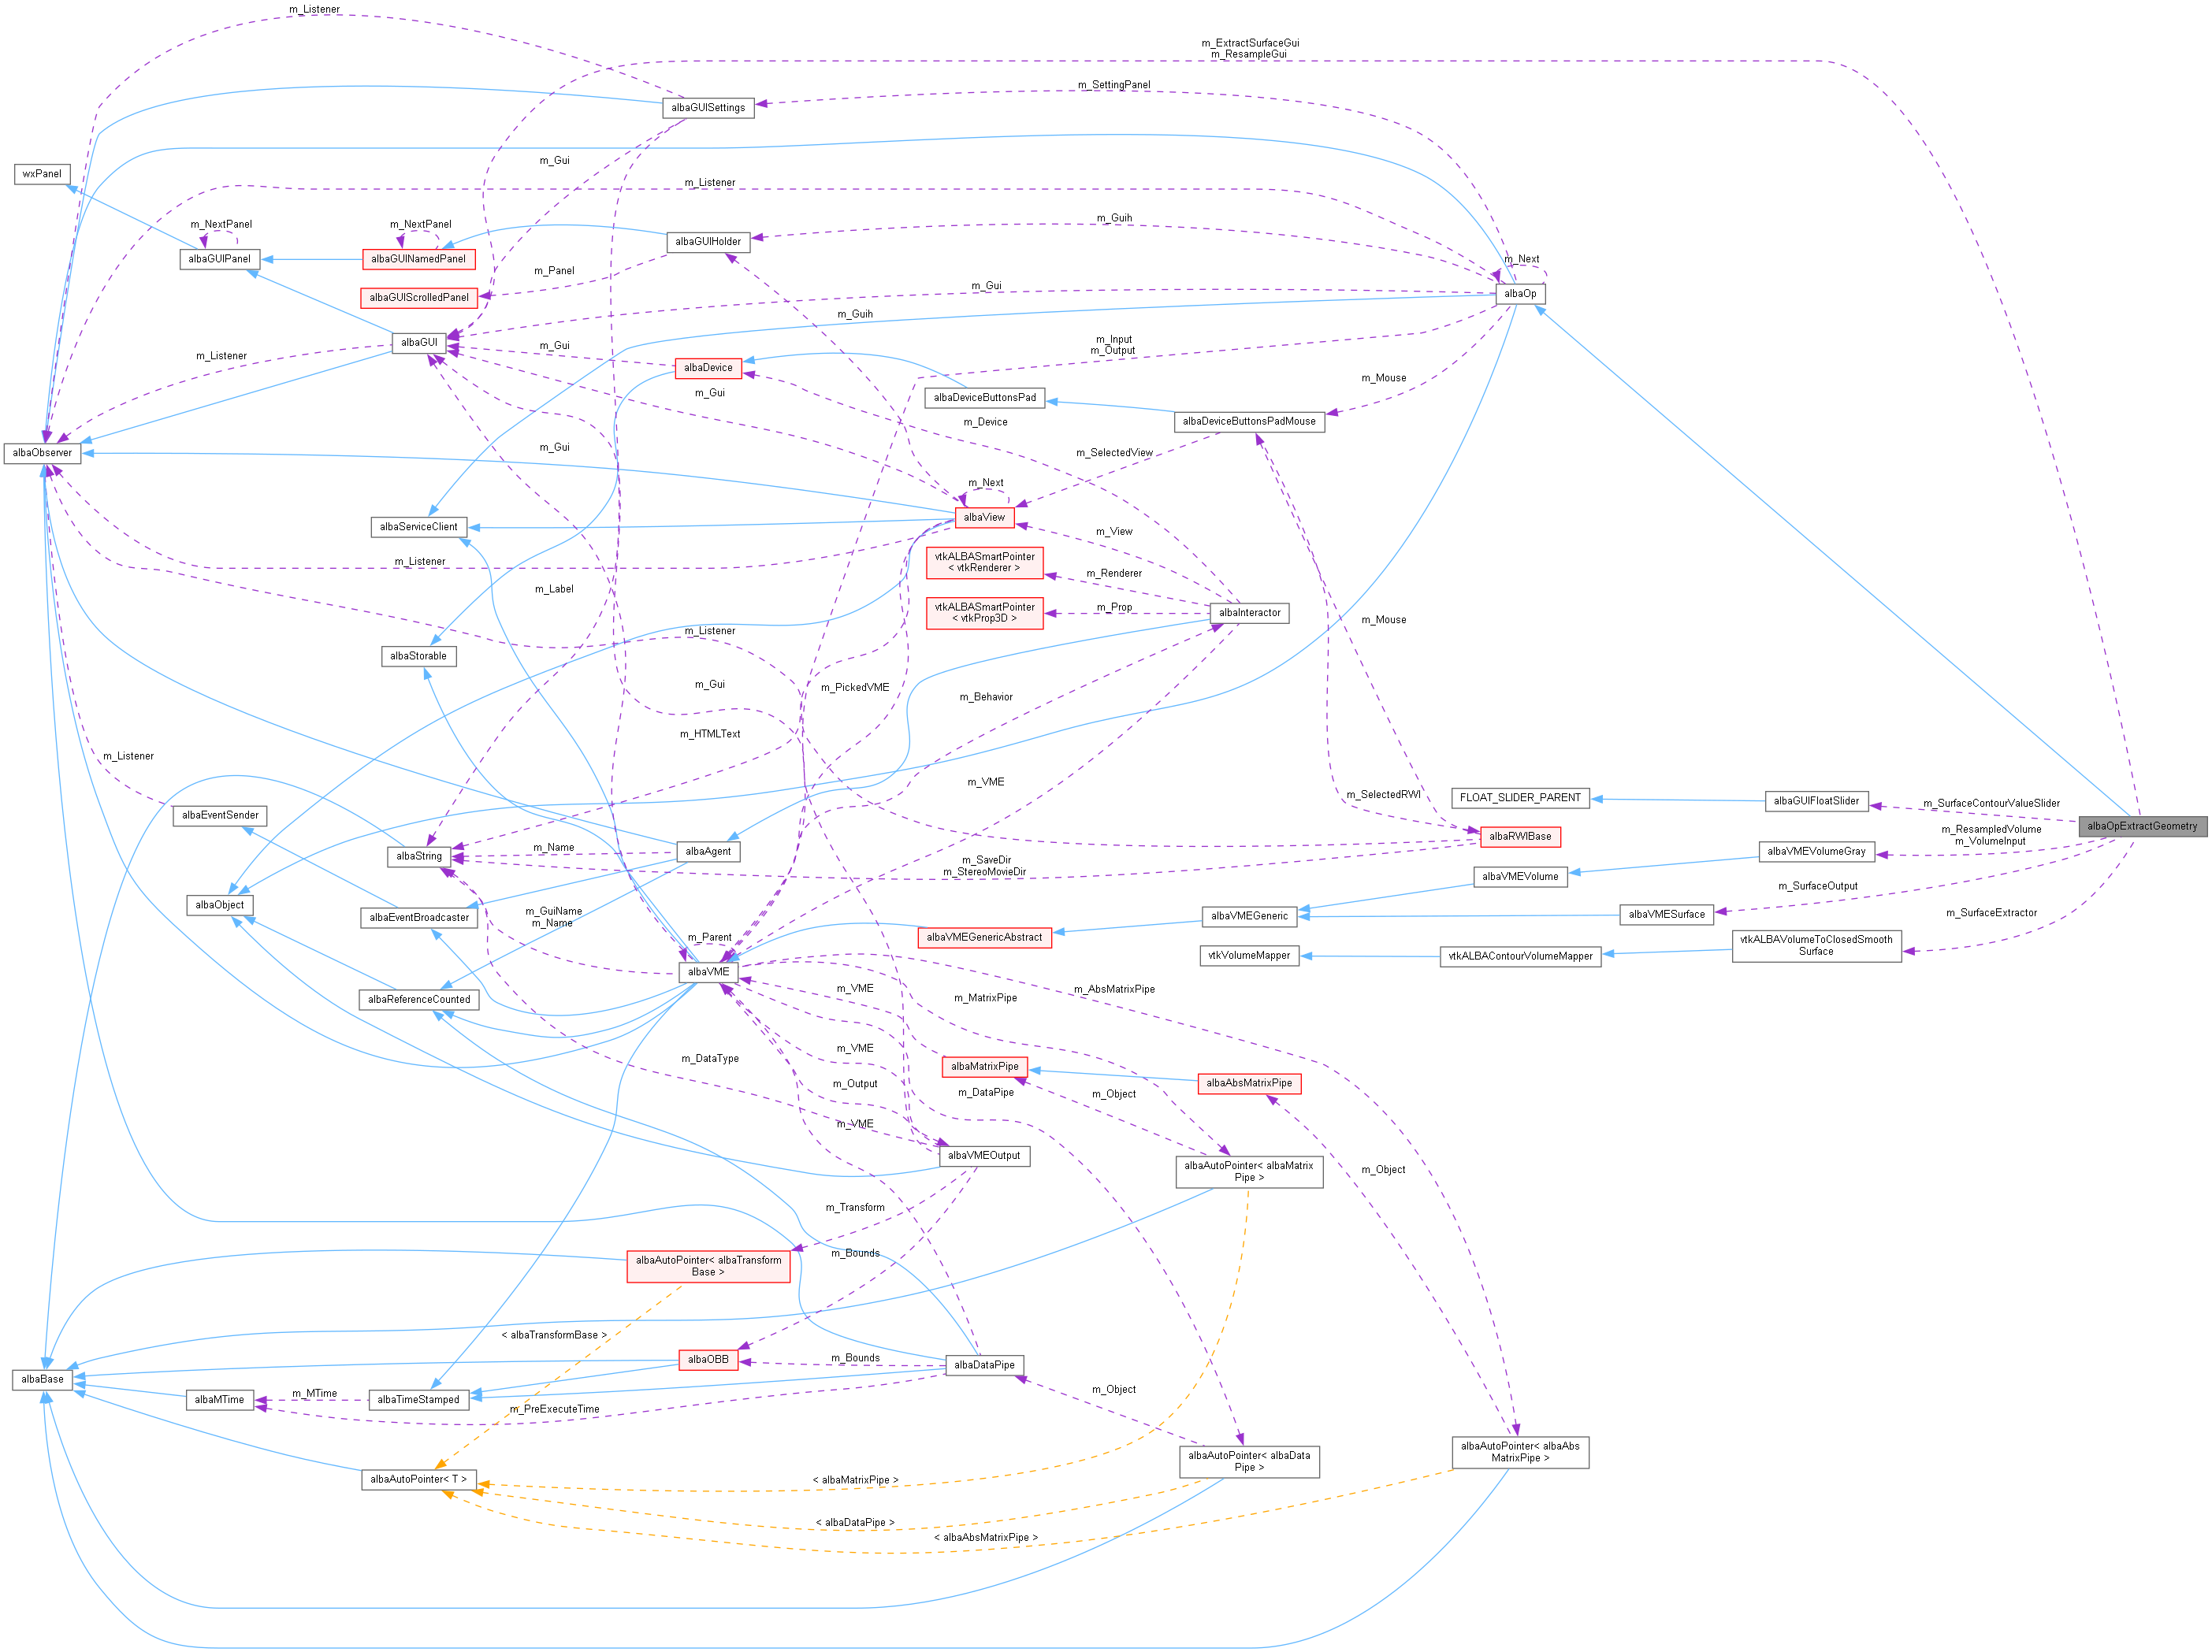 m_Listener
m_ExtractSurfaceGui
m_ResampleGui
m_SettingPanel
albaGUISettings
m_Gui
wxPanel
m_Listener
m_NextPanel
m_NextPanel
m_Guih
albaGUIHolder
albaGUIPanel
albaGUINamedPanel
m_Next
m_Panel
albaGUIScrolledPanel
m_Gui
albaOp
m_Guih
albaGUI
m_Listener
m_Gui
m_Input
m_Output
albaDevice
m_Mouse
m_Gui
albaDeviceButtonsPad
m_Device
albaDeviceButtonsPadMouse
m_Gui
albaObserver
m_SelectedView
m_Next
albaView
albaServiceClient
m_View
m_Listener
vtkALBASmartPointer
< vtkRenderer >
m_Renderer
m_Label
vtkALBASmartPointer
< vtkProp3D >
m_Prop
albaInteractor
m_Mouse
m_Listener
albaStorable
m_Gui
m_PickedVME
m_Behavior
m_HTMLText
m_Listener
m_VME
m_SelectedRWI
FLOAT_SLIDER_PARENT
albaGUIFloatSlider
m_SurfaceContourValueSlider
albaEventSender
albaOpExtractGeometry
m_ResampledVolume
m_VolumeInput
albaRWIBase
albaString
m_Name
albaAgent
albaVMEVolumeGray
m_SaveDir
m_StereoMovieDir
albaVMEVolume
m_SurfaceOutput
albaObject
albaEventBroadcaster
m_GuiName
m_Name
albaVMEGeneric
albaVMESurface
m_SurfaceExtractor
m_Parent
albaVMEGenericAbstract
vtkALBAVolumeToClosedSmooth
Surface
vtkALBAContourVolumeMapper
vtkVolumeMapper
albaVME
m_VME
m_MatrixPipe
m_AbsMatrixPipe
albaReferenceCounted
m_VME
m_DataType
albaMatrixPipe
m_Output
m_DataPipe
m_Object
albaAbsMatrixPipe
m_VME
albaVMEOutput
albaAutoPointer< albaMatrix
Pipe >
m_Object
m_Transform
m_Bounds
albaAutoPointer< albaTransform
Base >
< albaTransformBase >
albaOBB
m_Bounds
albaDataPipe
albaBase
albaMTime
m_MTime
albaTimeStamped
m_PreExecuteTime
m_Object
albaAutoPointer< albaData
Pipe >
albaAutoPointer< albaAbs
MatrixPipe >
albaAutoPointer< T >
< albaMatrixPipe >
< albaDataPipe >
< albaAbsMatrixPipe >